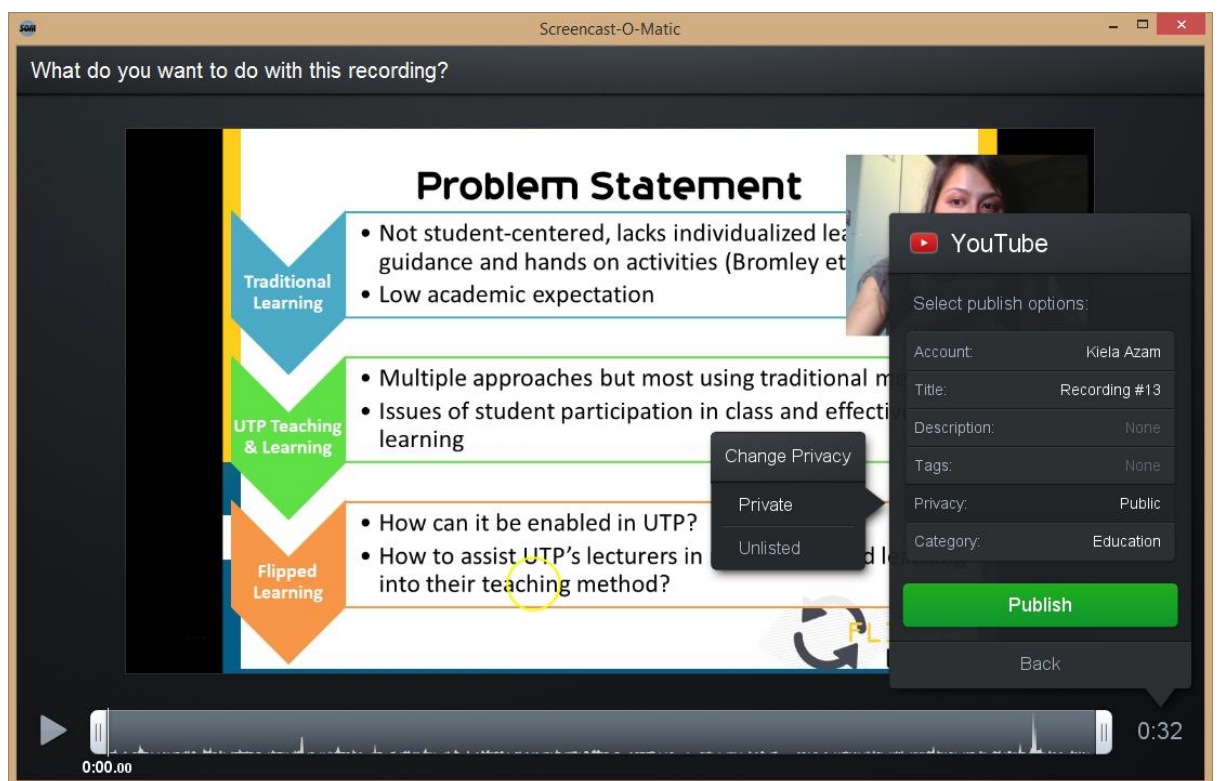 Screencast-O-Matic
What do you want to do with this recording?
Problem Statement
Traditional
Learning
• Not student-centered, lacks individualized lea
guidance and hands on activities (Bromley et
• Low academic expectation
UTP Teaching
& Learning
• Multiple approaches but most using traditional m
• Issues of student participation in class and effectiv
learning
Flipped
Learning
• How can it be enabled in UTP?
• How to assist UTP's lecturers in
into their teaching method?
Change Privacy
Private
Unlisted
YouTube
Select publish options:
Account: Kiela Azam
Title: Recording #13
Description: None
Tags: None
Privacy: Public
Category: Education
Publish
Back
0:32
0:00.00